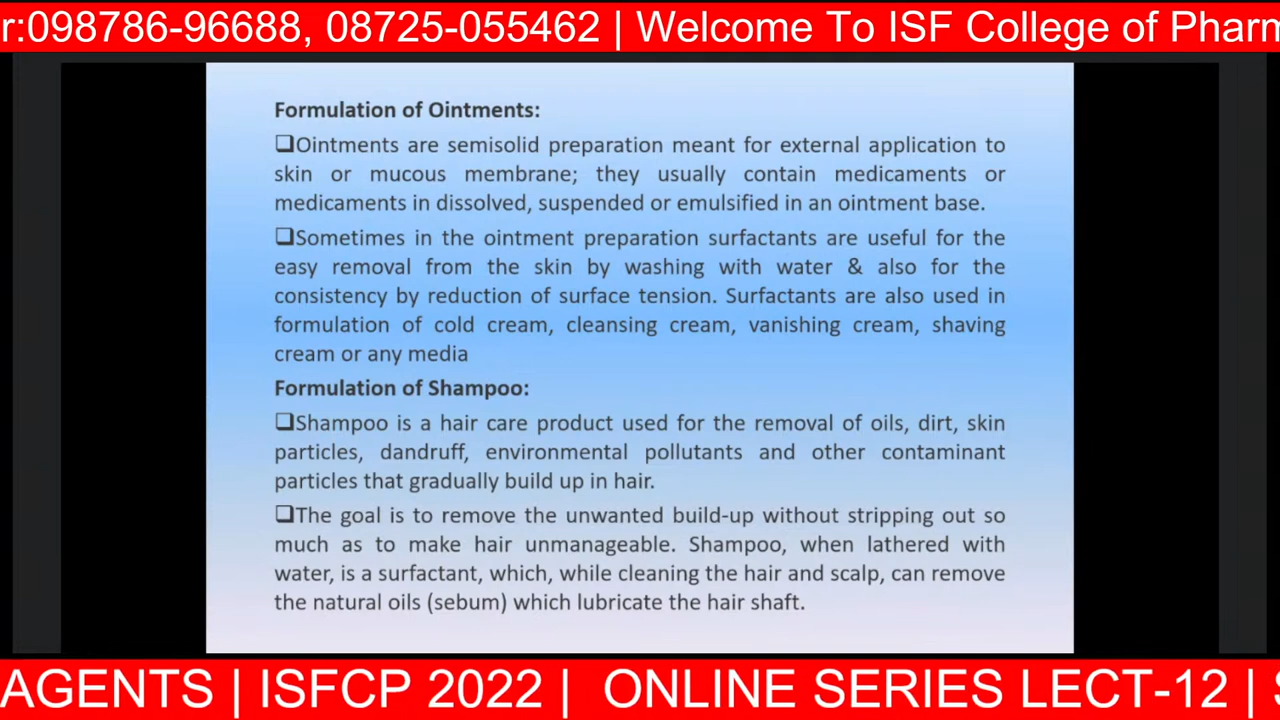 r:098786-96688, 08725-055462 | Welcome To ISF College of Pharm
Formulation of Ointments:
❑Ointments are semisolid preparation meant for external application to
skin or mucous membrane; they usually contain medicaments or
medicaments in dissolved, suspended or emulsified in an ointment base.
❑Sometimes in the ointment preparation surfactants are useful for the
easy removal from the skin by washing with water & also for the
consistency by reduction of surface tension. Surfactants are also used in
formulation of cold cream, cleansing cream, vanishing cream, shaving
cream or any media
Formulation of Shampoo:
❑Shampoo is a hair care product used for the removal of oils, dirt, skin
particles, dandruff, environmental pollutants and other contaminant
particles that gradually build up in hair.
❑The goal is to remove the unwanted build-up without stripping out so
much as to make hair unmanageable. Shampoo, when lathered with
water, is a surfactant, which, while cleaning the hair and scalp, can remove
the natural oils (sebum) which lubricate the hair shaft.
AGENTS | ISFCP 2022 | ONLINE SERIES LECT-12 |